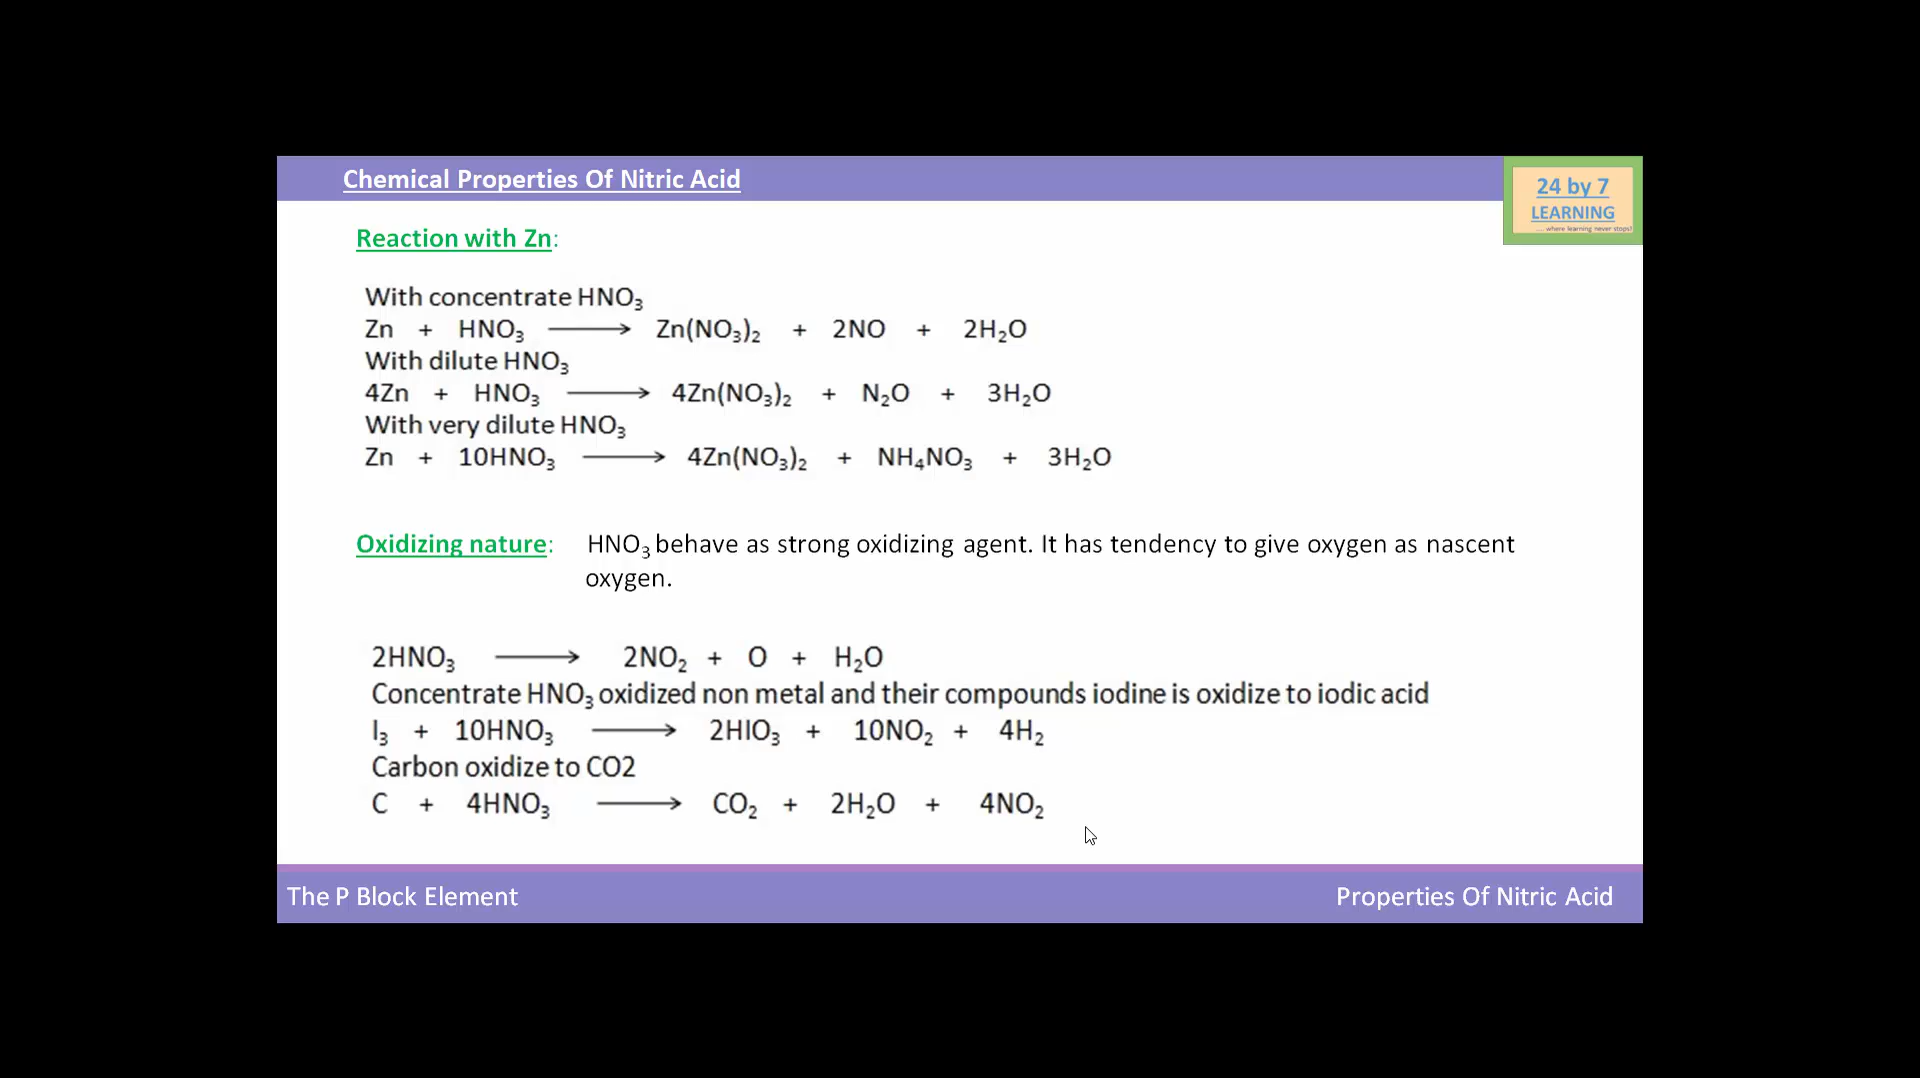 Chemical Properties Of Nitric Acid
24 by 7
LEARNING
.... where learning never stops!
Reaction with Zn:
With concentrate HNO₃
Zn + HNO₃ ⟶ Zn(NO₃)₂ + 2NO + 2H₂O
With dilute HNO₃
4Zn + HNO₃ ⟶ 4Zn(NO₃)₂ + N₂O + 3H₂O
With very dilute HNO₃
Zn + 10HNO₃ ⟶ 4Zn(NO₃)₂ + NH₄NO₃ + 3H₂O
Oxidizing nature: HNO₃ behave as strong oxidizing agent. It has tendency to give oxygen as nascent
oxygen.
2HNO₃ ⟶ 2NO₂ + O + H₂O
Concentrate HNO₃ oxidized non metal and their compounds iodine is oxidize to iodic acid
I₃ + 10HNO₃ ⟶ 2HIO₃ + 10NO₂ + 4H₂
Carbon oxidize to CO2
C + 4HNO₃ ⟶ CO₂ + 2H₂O + 4NO₂
The P Block Element
Properties Of Nitric Acid